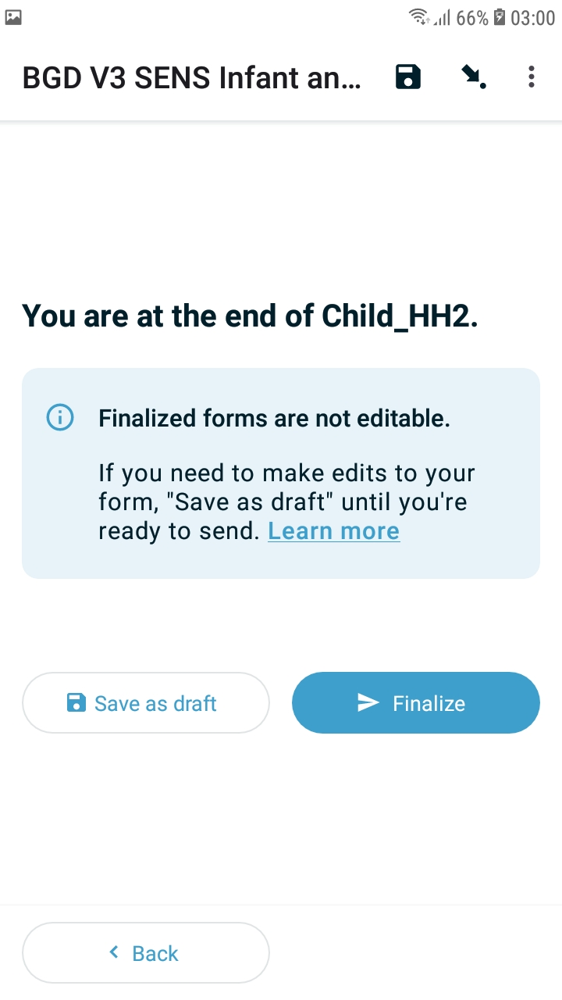 66% 03:00
BGD V3 SENS Infant an...
You are at the end of Child_HH2.
Finalized forms are not editable.
If you need to make edits to your
form, "Save as draft" until you're
ready to send. Learn more
Save as draft
Finalize
Back